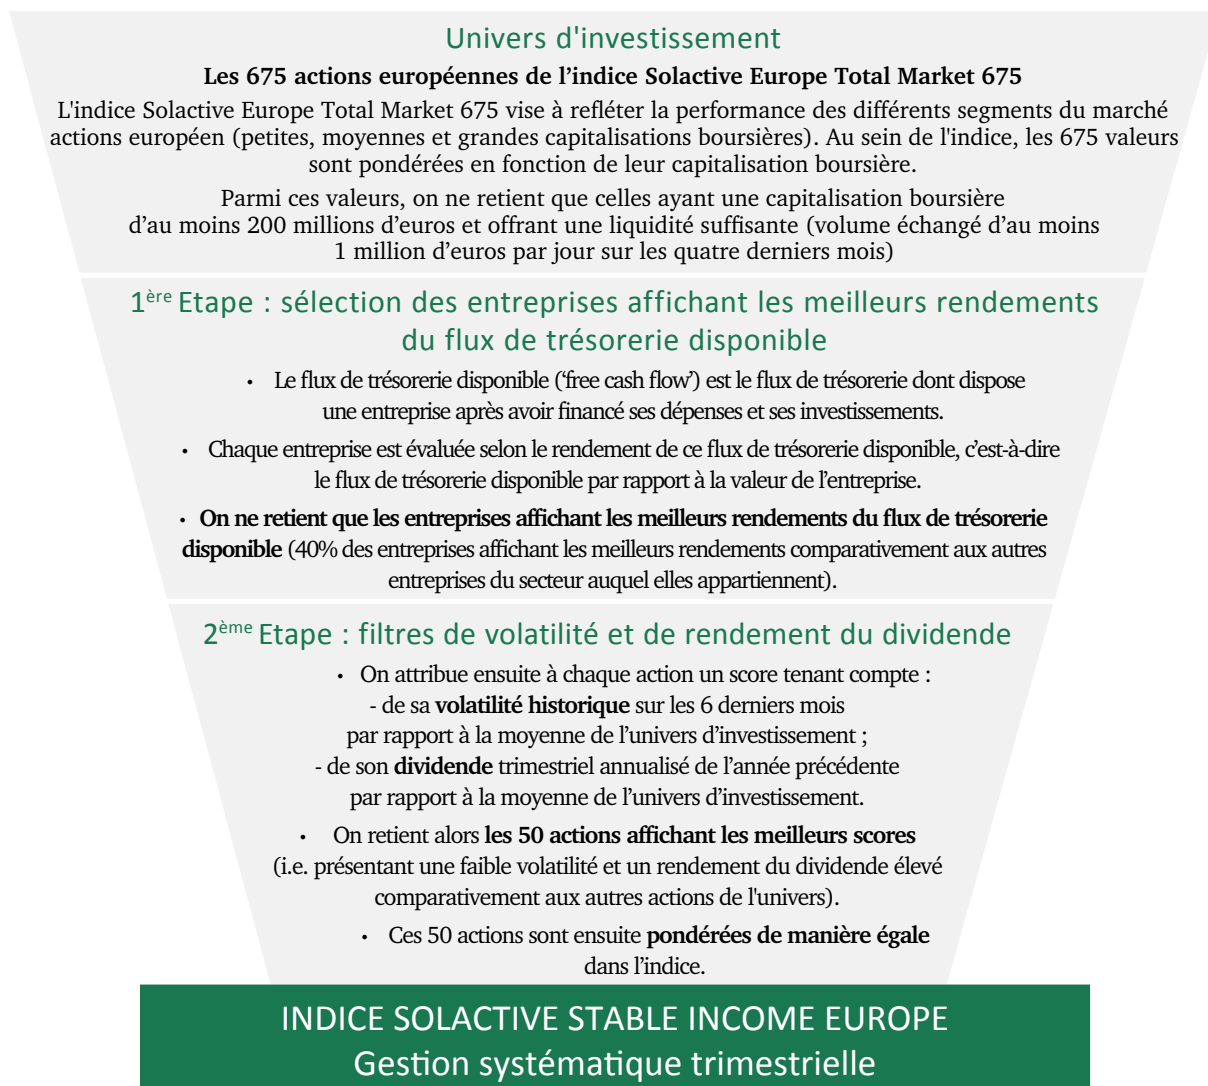 Univers d'investissement
Les 675 actions européennes de l’indice Solactive Europe Total Market 675
L'indice Solactive Europe Total Market 675 vise à refléter la performance des différents segments du marché
actions européen (petites, moyennes et grandes capitalisations boursières). Au sein de l'indice, les 675 valeurs
sont pondérées en fonction de leur capitalisation boursière.
Parmi ces valeurs, on ne retient que celles ayant une capitalisation boursière
d’au moins 200 millions d’euros et offrant une liquidité suffisante (volume échangé d’au moins
1 million d’euros par jour sur les quatre derniers mois)
1ère Etape : sélection des entreprises affichant les meilleurs rendements
du flux de trésorerie disponible
• Le flux de trésorerie disponible (‘free cash flow’) est le flux de trésorerie dont dispose
une entreprise après avoir financé ses dépenses et ses investissements.
• Chaque entreprise est évaluée selon le rendement de ce flux de trésorerie disponible, c’est-à-dire
le flux de trésorerie disponible par rapport à la valeur de l’entreprise.
• On ne retient que les entreprises affichant les meilleurs rendements du flux de trésorerie
disponible (40% des entreprises affichant les meilleurs rendements comparativement aux autres
entreprises du secteur auquel elles appartiennent).
2ème Etape : filtres de volatilité et de rendement du dividende
• On attribue ensuite à chaque action un score tenant compte :
- de sa volatilité historique sur les 6 derniers mois
par rapport à la moyenne de l’univers d’investissement ;
- de son dividende trimestriel annualisé de l’année précédente
par rapport à la moyenne de l’univers d’investissement.
• On retient alors les 50 actions affichant les meilleurs scores
(i.e. présentant une faible volatilité et un rendement du dividende élevé
comparativement aux autres actions de l'univers).
• Ces 50 actions sont ensuite pondérées de manière égale
dans l’indice.
INDICE SOLACTIVE STABLE INCOME EUROPE
Gestion systématique trimestrielle